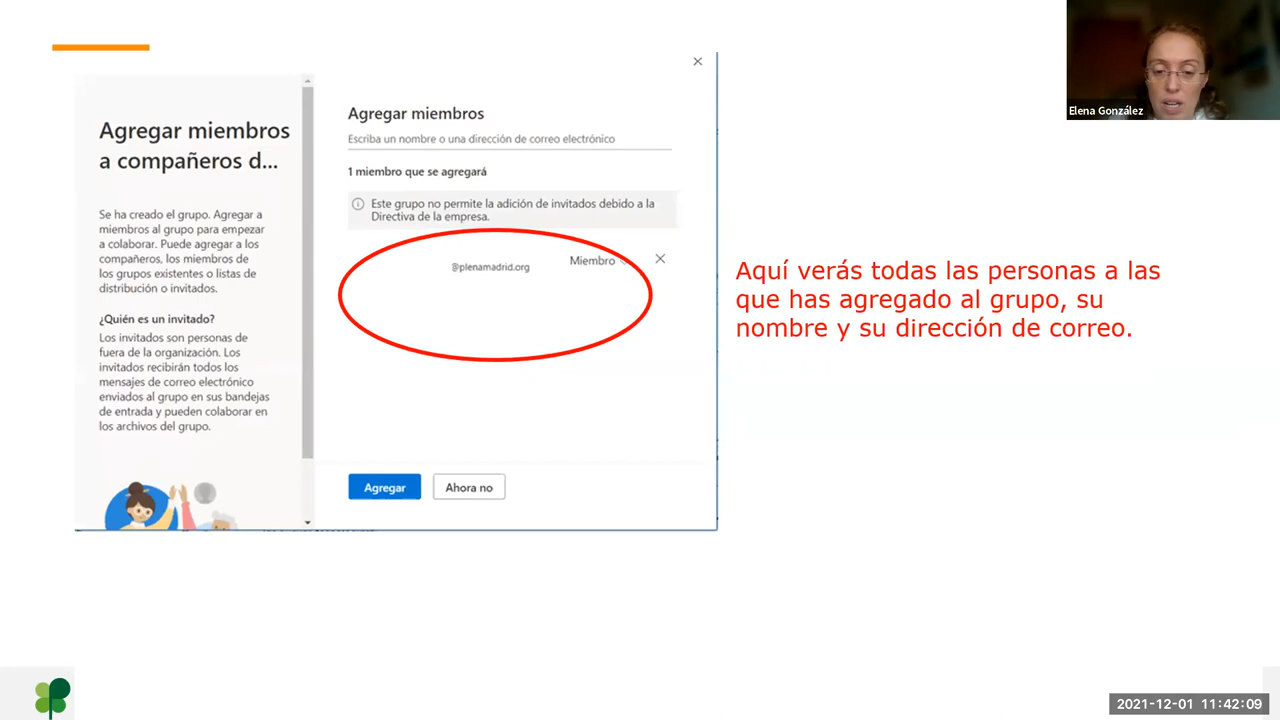 Agregar miembros
a compañeros d...
Se ha creado el grupo. Agregar a
miembros al grupo para empezar
a colaborar. Puede agregar a los
compañeros, los miembros de
los grupos existentes o listas de
distribución o invitados.
¿Quién es un invitado?
Los invitados son personas de
fuera de la organización. Los
invitados recibirán todos los
mensajes de correo electrónico
enviados al grupo en sus bandejas
de entrada y pueden colaborar en
los archivos del grupo.
Agregar miembros
Escriba un nombre o una dirección de correo electrónico
1 miembro que se agregará
Este grupo no permite la adición de invitados debido a la
Directiva de la empresa.
@plenamadrid.org
Miembro
Agregar
Ahora no
Aquí verás todas las personas a las
que has agregado al grupo, su
nombre y su dirección de correo.
Elena González
2021-12-01 11:42:09